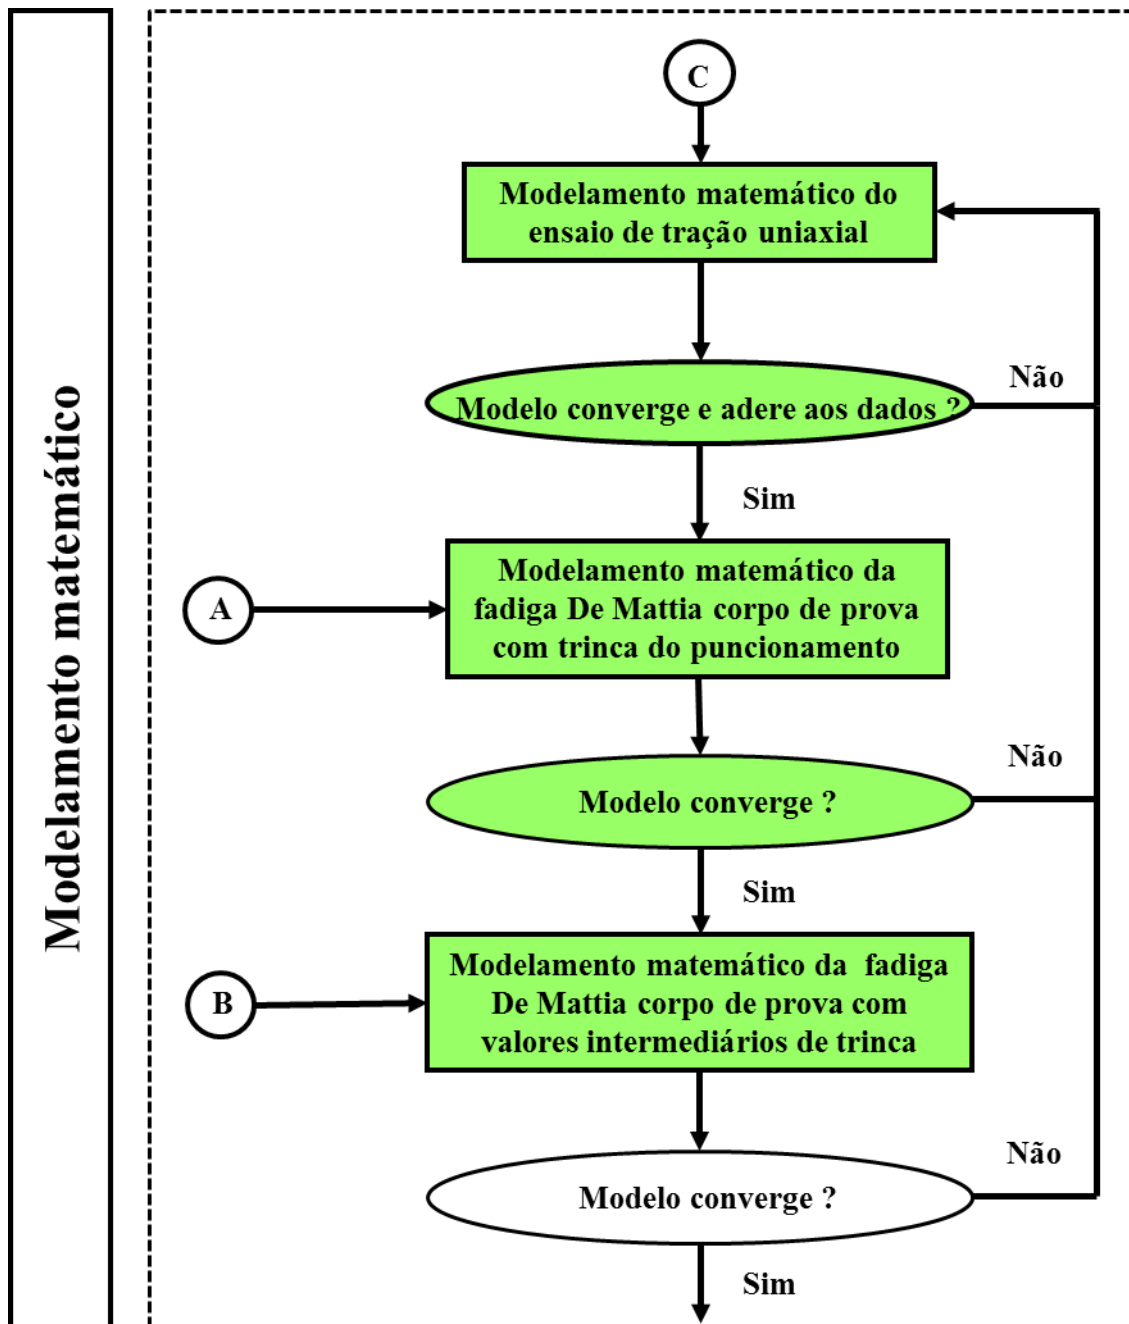 Modelamento matemático
C
Modelamento matemático do
ensaio de tração uniaxial
Não
Modelo converge e adere aos dados ?
Sim
Modelamento matemático da
fadiga De Mattia corpo de prova
com trinca do puncionamento
A
Não
Modelo converge ?
Sim
Modelamento matemático da  fadiga
De Mattia corpo de prova com
valores intermediários de trinca
B
Não
Modelo converge ?
Sim